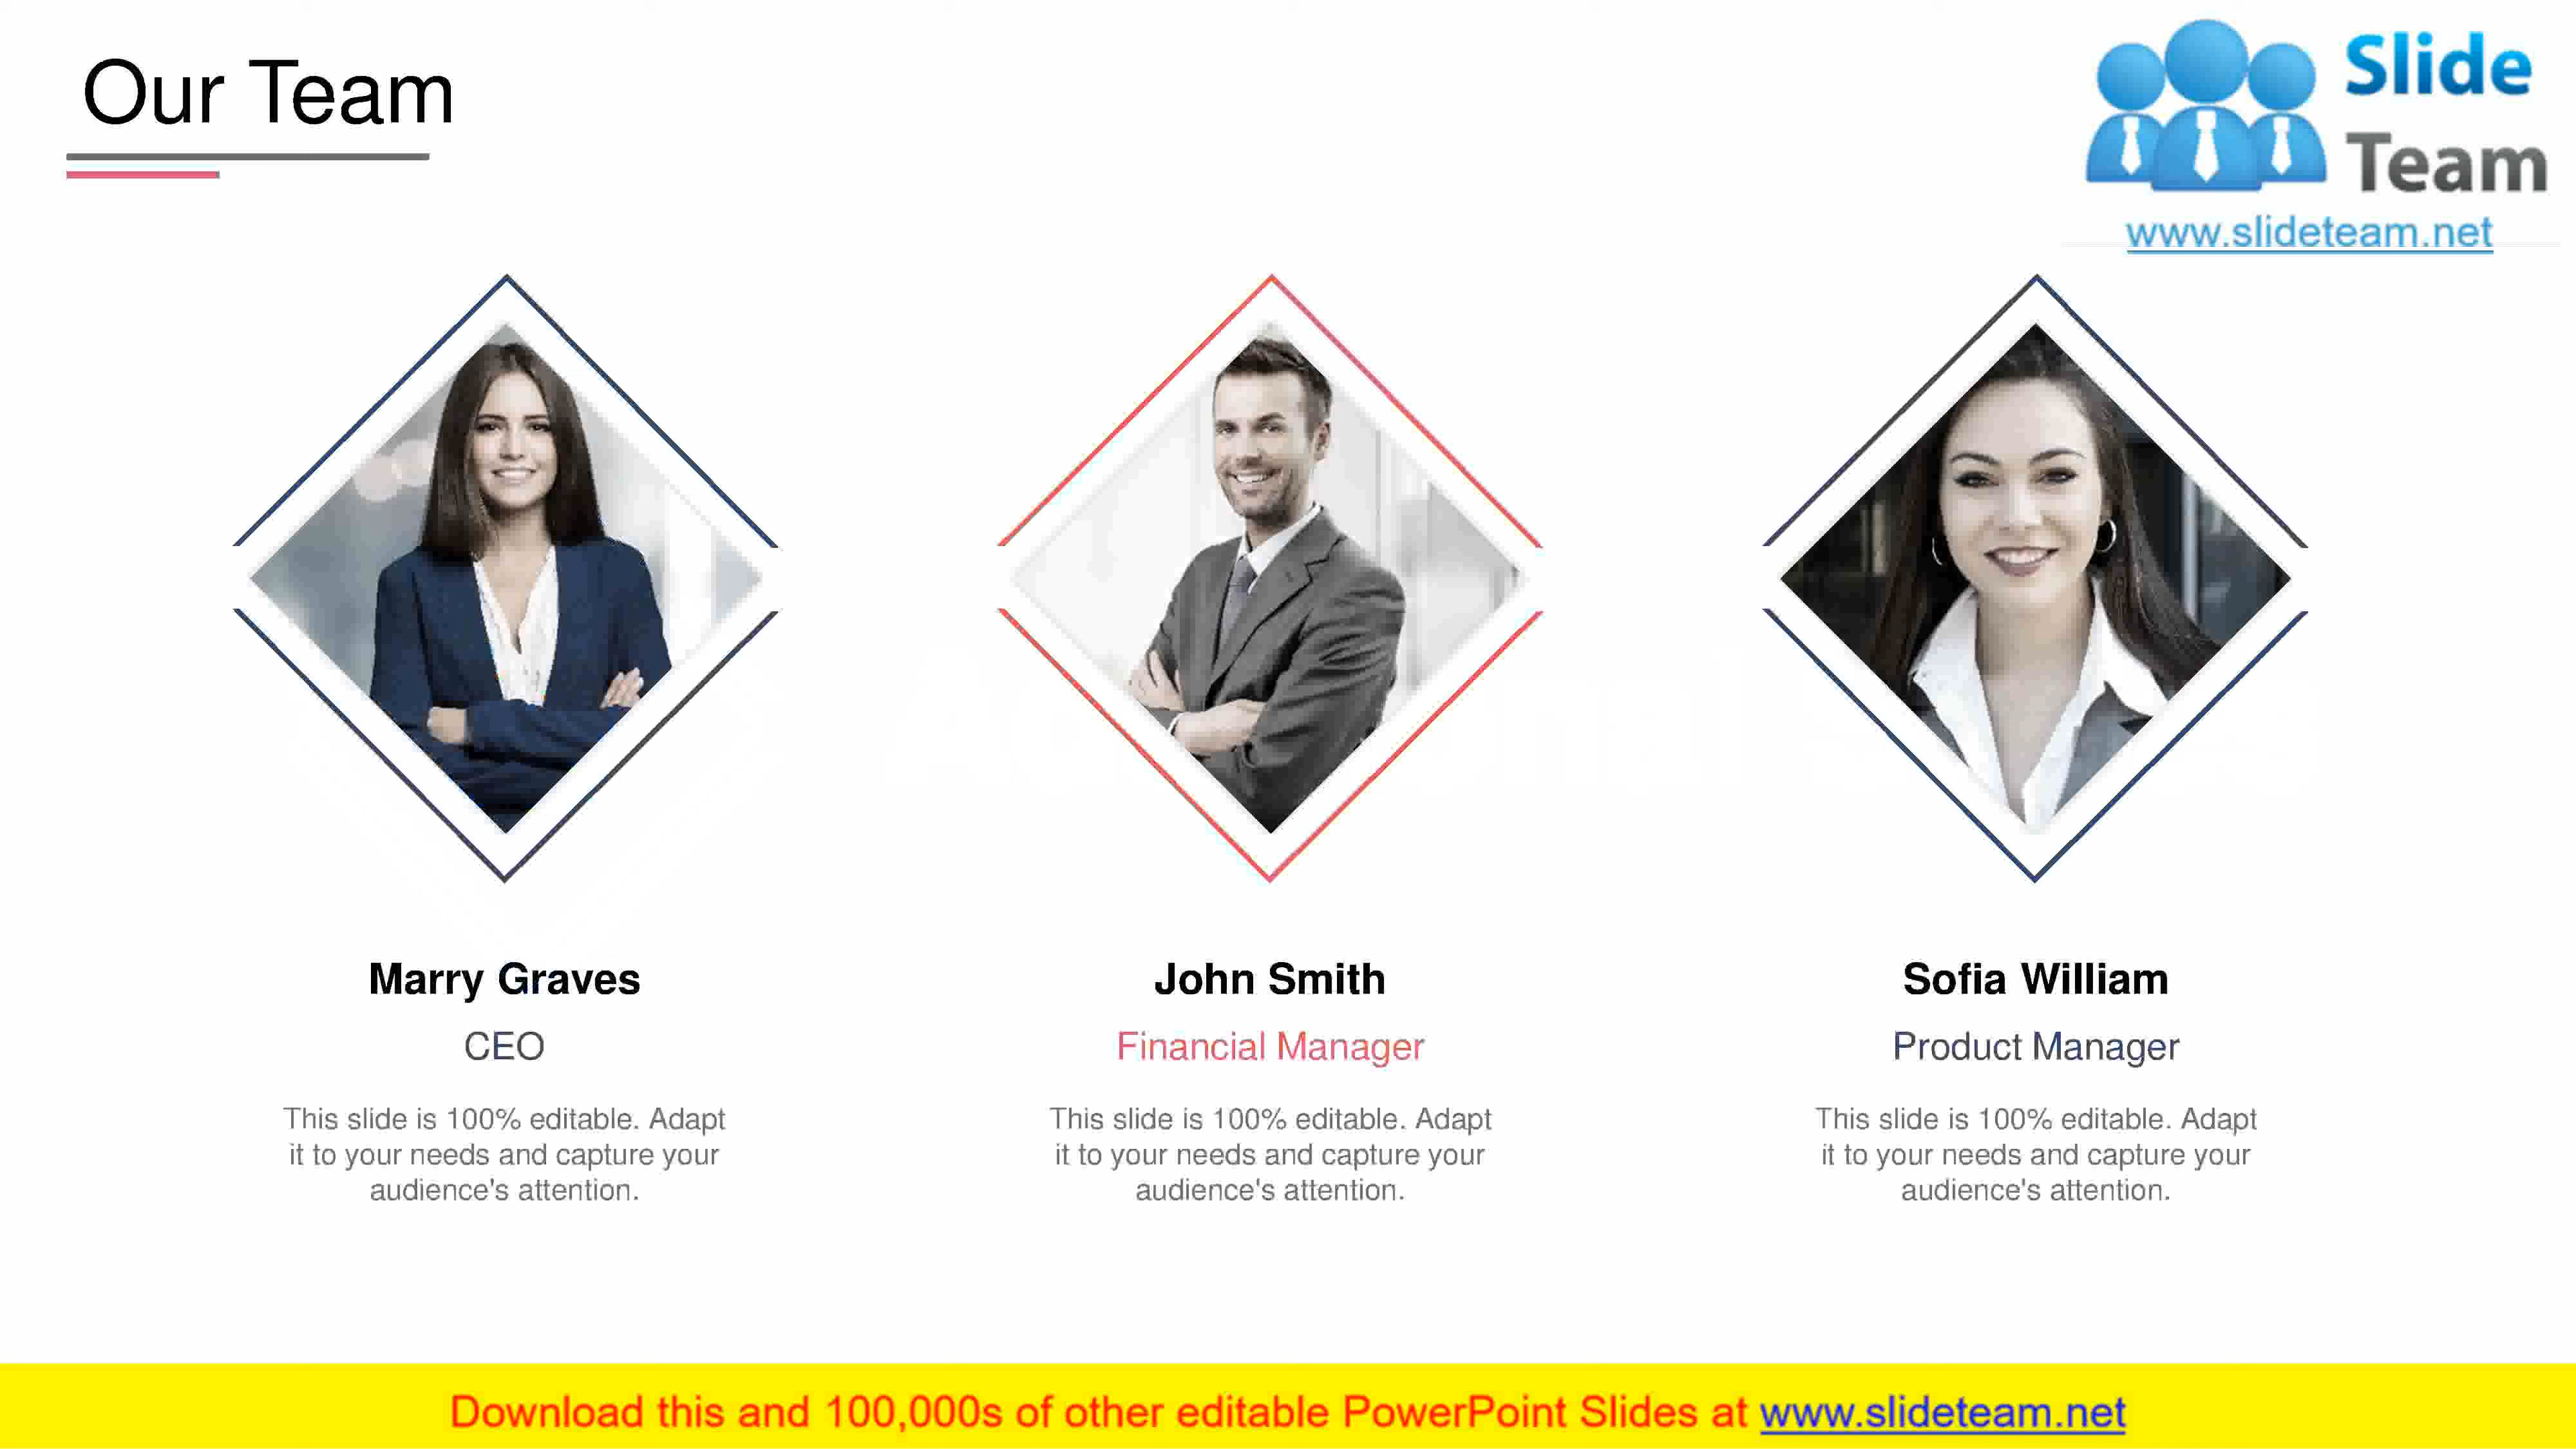 Our Team
Slide
Team
www.slideteam.net
Marry Graves
CEO
This slide is 100% editable. Adapt
it to your needs and capture your
audience's attention.
John Smith
Financial Manager
This slide is 100% editable. Adapt
it to your needs and capture your
audience's attention.
Sofia William
Product Manager
This slide is 100% editable. Adapt
it to your needs and capture your
audience's attention.
Download this and 100,000s of other editable PowerPoint Slides at www.slideteam.net